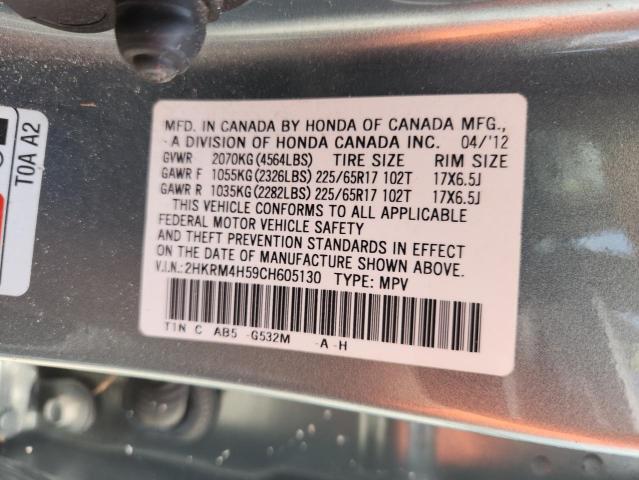 MFD. IN CANADA BY HONDA OF CANADA MFG.,
A DIVISION OF HONDA CANADA INC. 04/'12
GVWR 2070KG(4564LBS) TIRE SIZE RIM SIZE
GAWR F 1055KG(2326LBS) 225/65R17 102T 17X6.5J
GAWR R 1035KG(2282LBS) 225/65R17 102T 17X6.5J
THIS VEHICLE CONFORMS TO ALL APPLICABLE
FEDERAL MOTOR VEHICLE SAFETY
AND THEFT PREVENTION STANDARDS IN EFFECT
ON THE DATE OF MANUFACTURE SHOWN ABOVE.
V.I.N.:2HKRM4H59CH605130 TYPE: MPV
T1N C AB5 -G532M -A-H
T0A A2